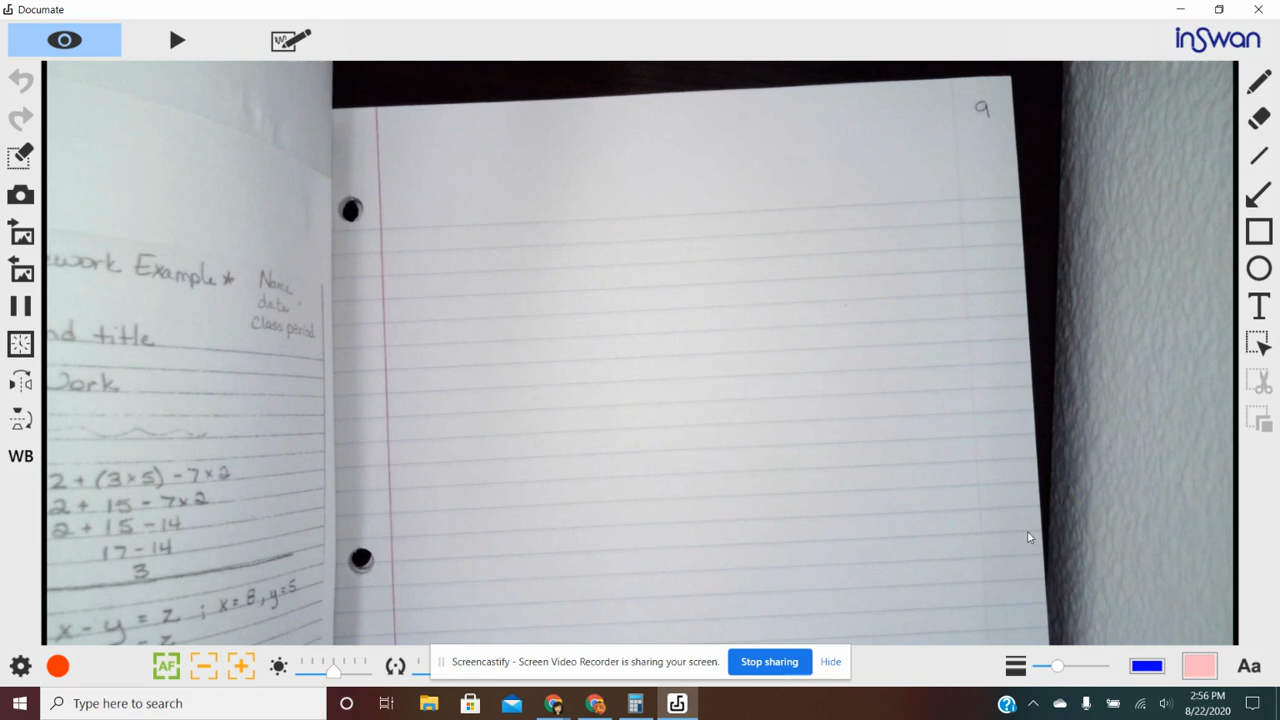 Documate
inSwan
9
work Example *
Name
date
Class period
nd title
Work
2 + (3×5) - 7×2
2 + 15 - 7×2
2 + 15 - 14
17 - 14
3
x - y = z ; x = 8, y = 5
WB
T
AF
Screencastify - Screen Video Recorder is sharing your screen.
Stop sharing
Hide
Aa
Type here to search
2:56 PM
8/22/2020